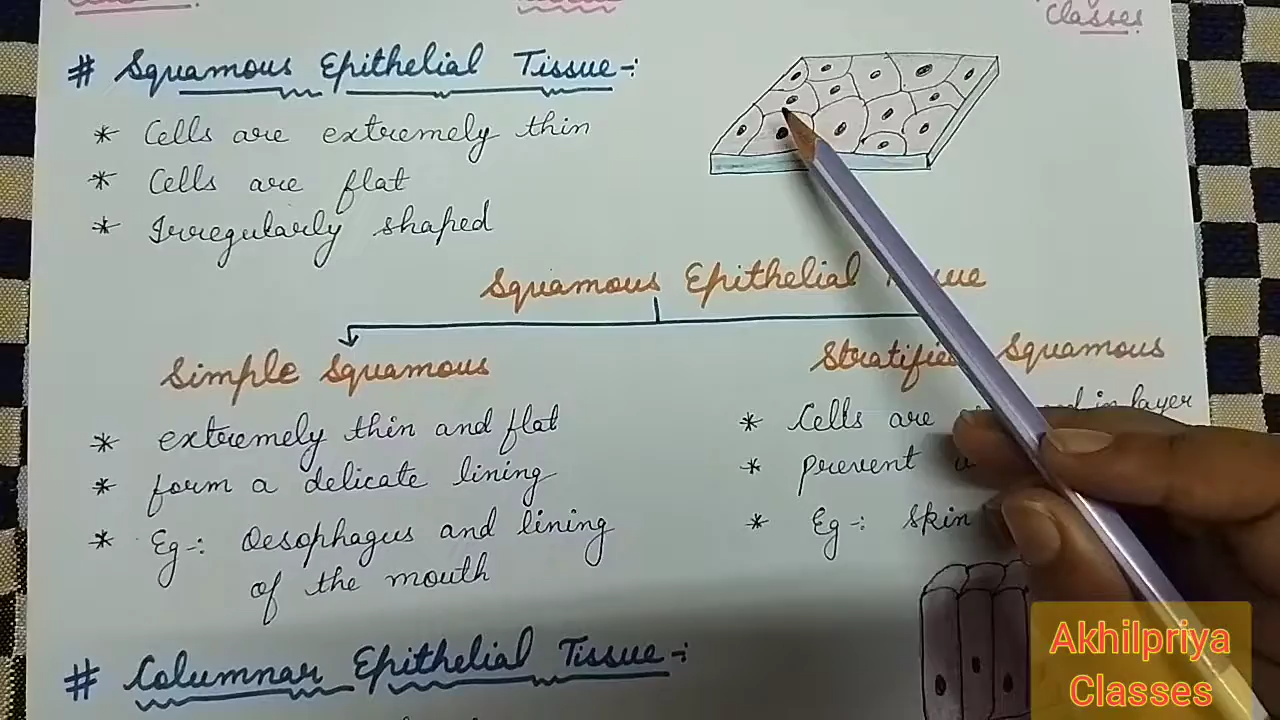 Classes
# Squamous Epithelial Tissue-:
* Cells are extremely thin
* Cells are flat
* Irregularly shaped
Squamous Epithelial Tissue
Simple Squamous
Stratified Squamous
* extremely thin and flat
* form a delicate lining
* Eg-: Oesophagus and lining
of the mouth
* Cells are in layer
* prevent
* Eg-: Skin
# Columnar Epithelial Tissue-:
Akhilpriya
Classes